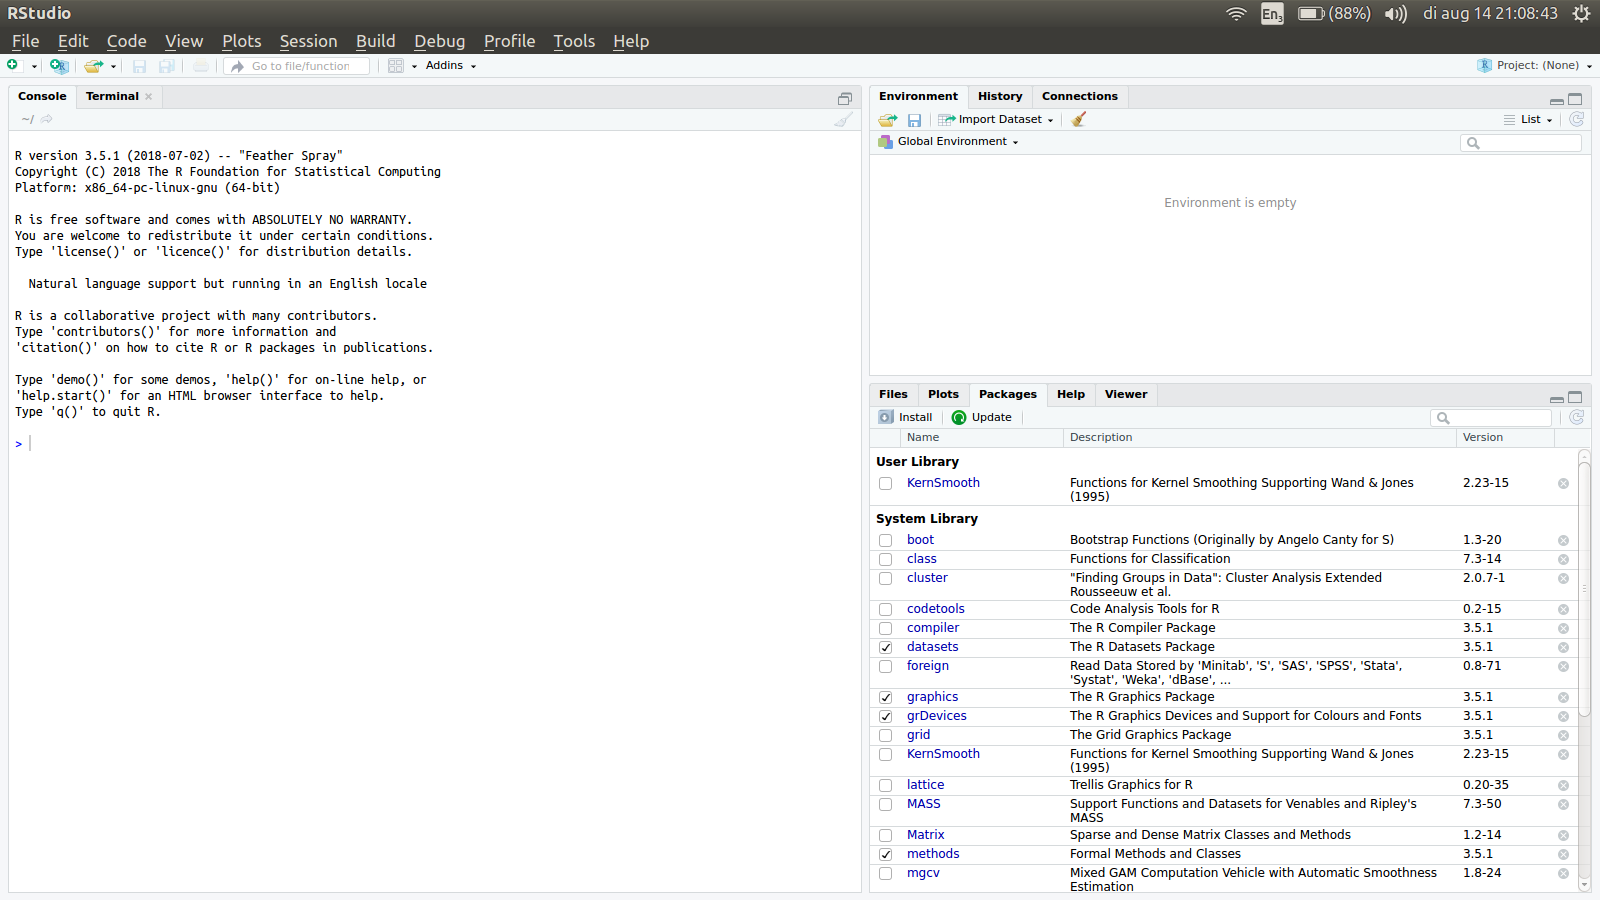 RStudio
En3 (88%) di aug 14 21:08:43
File Edit Code View Plots Session Build Debug Profile Tools Help
Go to file/function Addins Project: (None)
Console Terminal
~/
R version 3.5.1 (2018-07-02) -- "Feather Spray"
Copyright (C) 2018 The R Foundation for Statistical Computing
Platform: x86_64-pc-linux-gnu (64-bit)
R is free software and comes with ABSOLUTELY NO WARRANTY.
You are welcome to redistribute it under certain conditions.
Type 'license()' or 'licence()' for distribution details.
Natural language support but running in an English locale
R is a collaborative project with many contributors.
Type 'contributors()' for more information and
'citation()' on how to cite R or R packages in publications.
Type 'demo()' for some demos, 'help()' for on-line help, or
'help.start()' for an HTML browser interface to help.
Type 'q()' to quit R.
>
Environment History Connections
Import Dataset List
Global Environment
Environment is empty
Files Plots Packages Help Viewer
Install Update
Name Description Version
User Library
KernSmooth Functions for Kernel Smoothing Supporting Wand & Jones 2.23-15
(1995)
System Library
boot Bootstrap Functions (Originally by Angelo Canty for S) 1.3-20
class Functions for Classification 7.3-14
cluster "Finding Groups in Data": Cluster Analysis Extended 2.0.7-1
Rousseeuw et al.
codetools Code Analysis Tools for R 0.2-15
compiler The R Compiler Package 3.5.1
datasets The R Datasets Package 3.5.1
foreign Read Data Stored by 'Minitab', 'S', 'SAS', 'SPSS', 'Stata', 0.8-71
'Systat', 'Weka', 'dBase', ...
graphics The R Graphics Package 3.5.1
grDevices The R Graphics Devices and Support for Colours and Fonts 3.5.1
grid The Grid Graphics Package 3.5.1
KernSmooth Functions for Kernel Smoothing Supporting Wand & Jones 2.23-15
(1995)
lattice Trellis Graphics for R 0.20-35
MASS Support Functions and Datasets for Venables and Ripley's 7.3-50
MASS
Matrix Sparse and Dense Matrix Classes and Methods 1.2-14
methods Formal Methods and Classes 3.5.1
mgcv Mixed GAM Computation Vehicle with Automatic Smoothness 1.8-24
Estimation